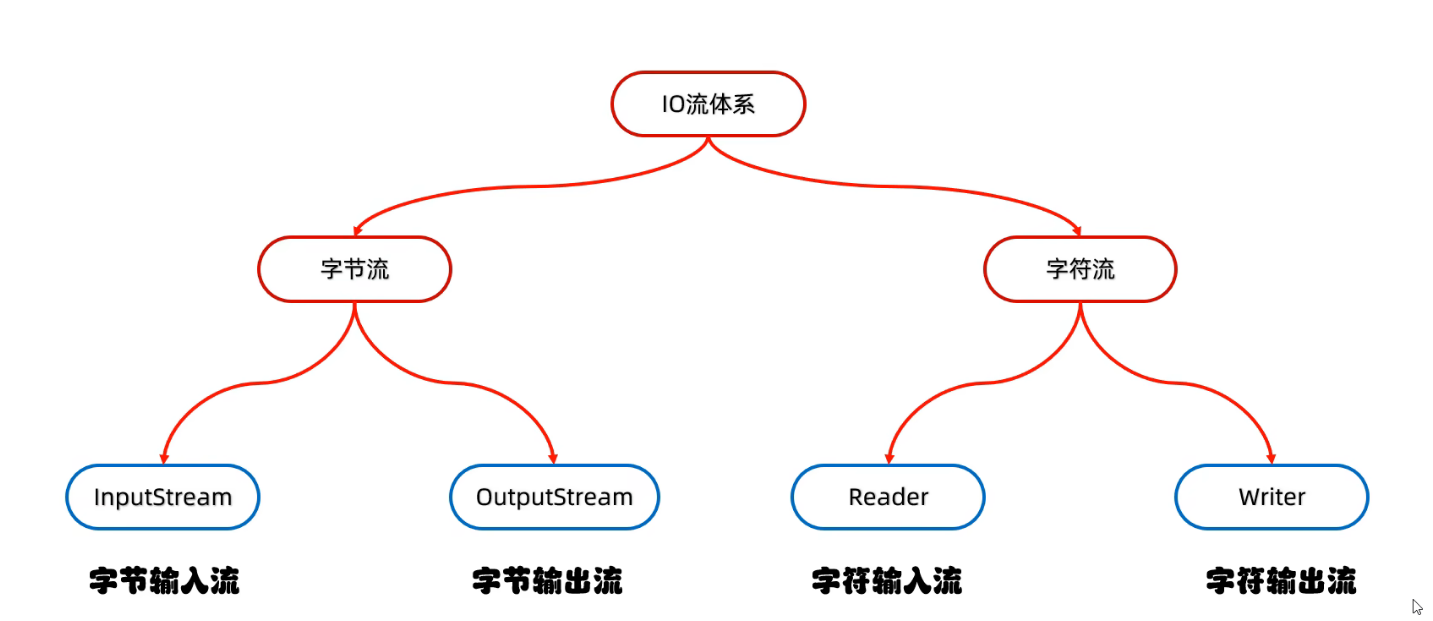 IO流体系
字节流
字符流
InputStream
OutputStream
Reader
Writer
字节输入流
字节输出流
字符输入流
字符输出流